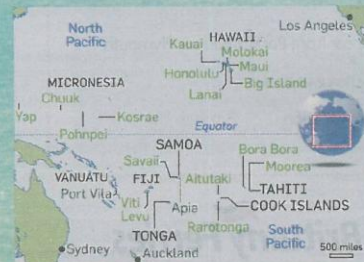 North
Pacific
Los Angeles
HAWAII
Kauai
Molokai
Honolulu
Maui
Big Island
Lanai
MICRONESIA
Chuuk
Yap
Kosrae
Pohnpei
Equator
SAMOA
Savaii
Bora Bora
Moorea
VANUATU
FIJI
Aitutaki
Port Vila
TAHITI
Viti
Levu
Apia
COOK ISLANDS
TONGA
Rarotonga
South
Pacific
Sydney
Auckland
500 miles